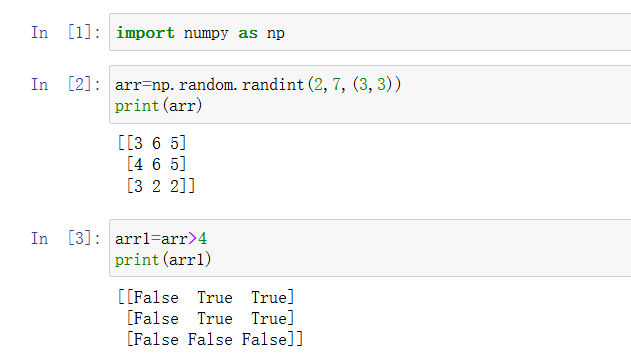 In [1]: import numpy as np
In [2]: arr=np.random.randint(2,7,(3,3))
print(arr)
[[3 6 5]
[4 6 5]
[3 2 2]]
In [3]: arr1=arr>4
print(arr1)
[[False True True]
[False True True]
[False False False]]